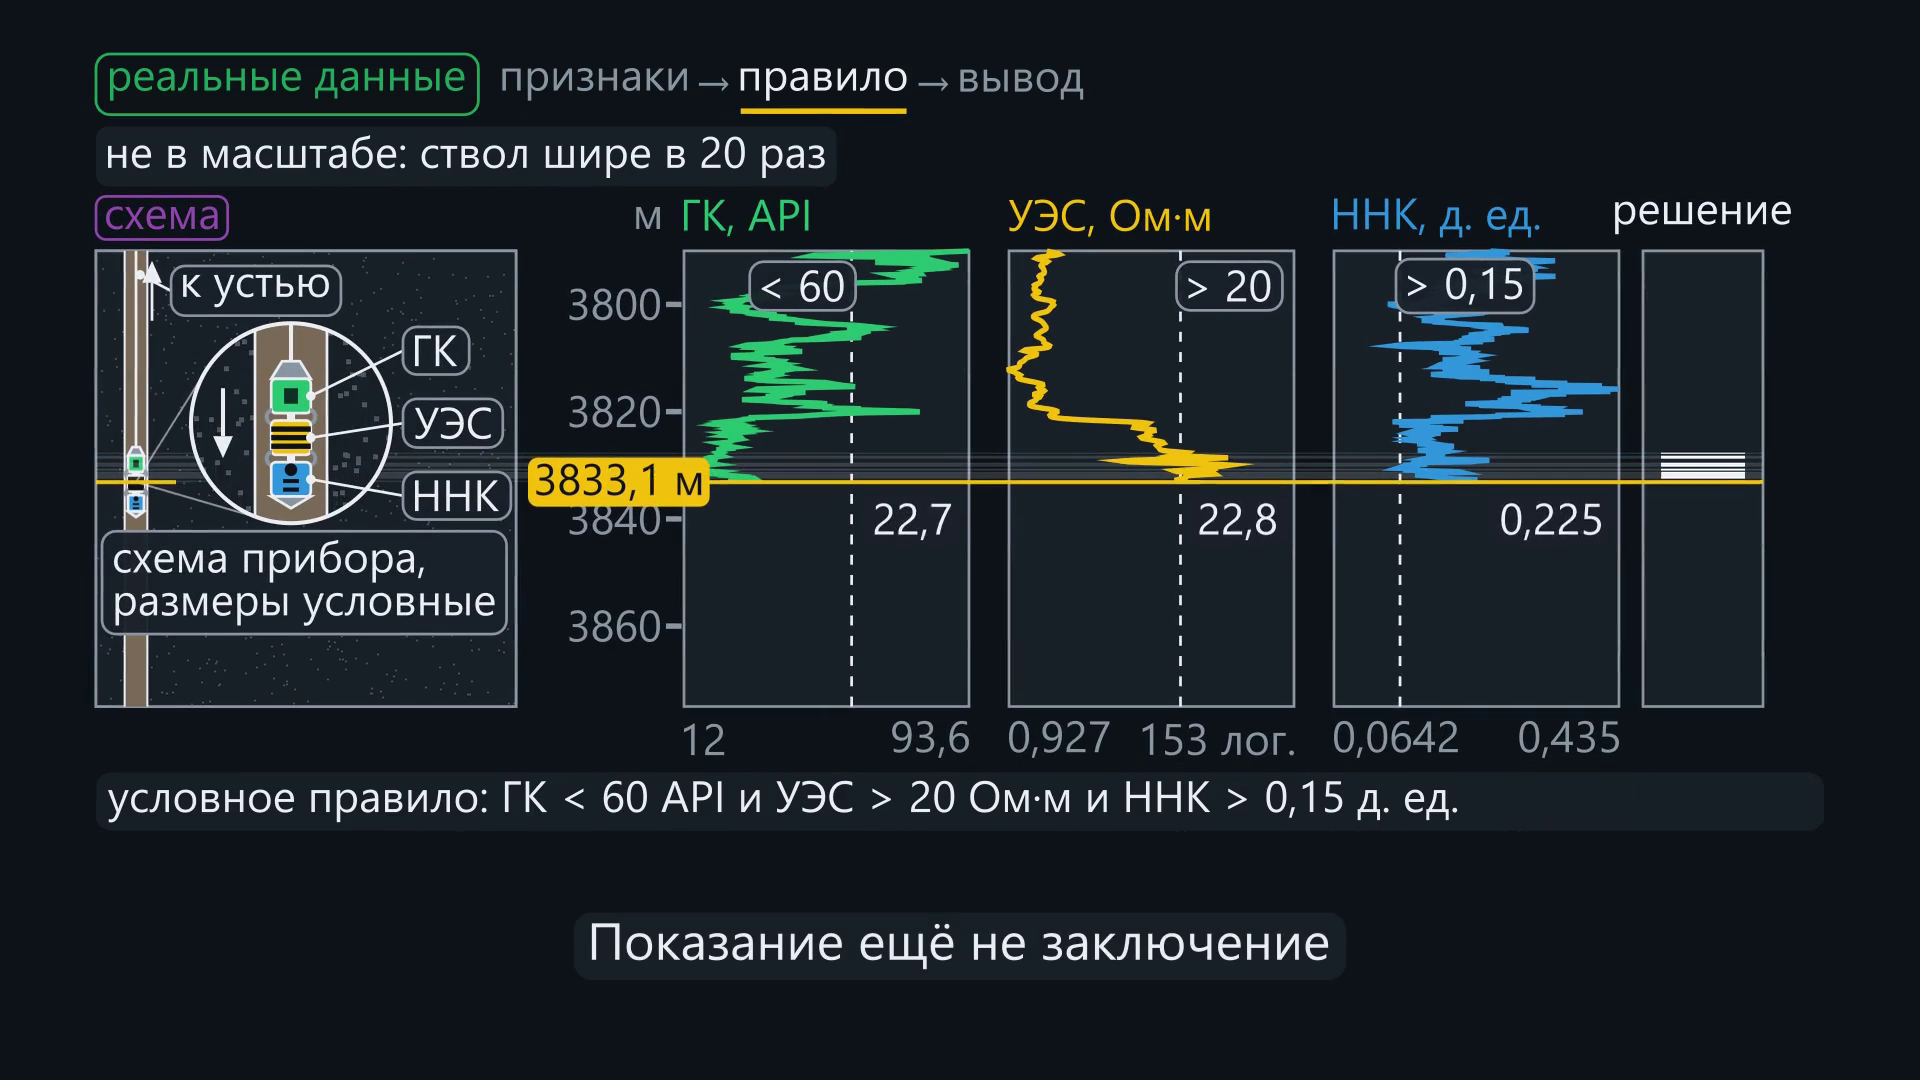 реальные данные признаки → правило → вывод
не в масштабе: ствол шире в 20 раз
схема
м ГК, API УЭС, Ом·м ННК, д. ед. решение
к устью
< 60 > 20 > 0,15
3800
ГК
3820
УЭС
3833,1 м
ННК
3840
22,7 22,8 0,225
схема прибора,
размеры условные
3860
12 93,6 0,927 153 лог. 0,0642 0,435
условное правило: ГК < 60 API и УЭС > 20 Ом·м и ННК > 0,15 д. ед.
Показание ещё не заключение